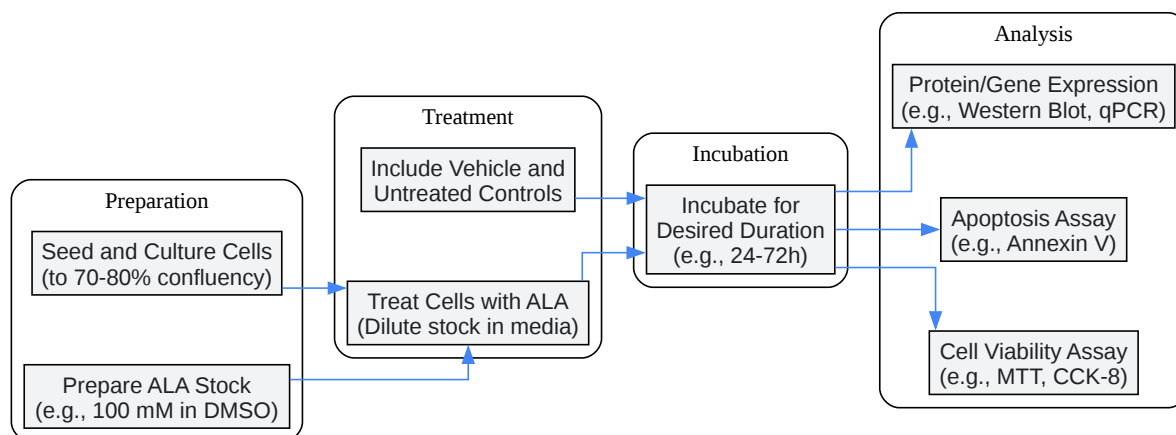 Preparation
Seed and Culture Cells
(to 70-80% confluency)
Prepare ALA Stock
(e.g., 100 mM in DMSO)
Treatment
Include Vehicle and
Untreated Controls
Treat Cells with ALA
(Dilute stock in media)
Incubation
Incubate for
Desired Duration
(e.g., 24-72h)
Analysis
Protein/Gene Expression
(e.g., Western Blot, qPCR)
Apoptosis Assay
(e.g., Annexin V)
Cell Viability Assay
(e.g., MTT, CCK-8)